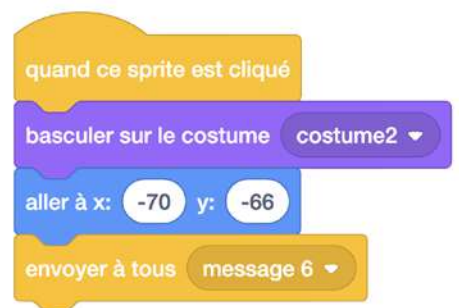 quand ce sprite est cliqué
basculer sur le costume costume2
aller à x: -70 y: -66
envoyer à tous message 6